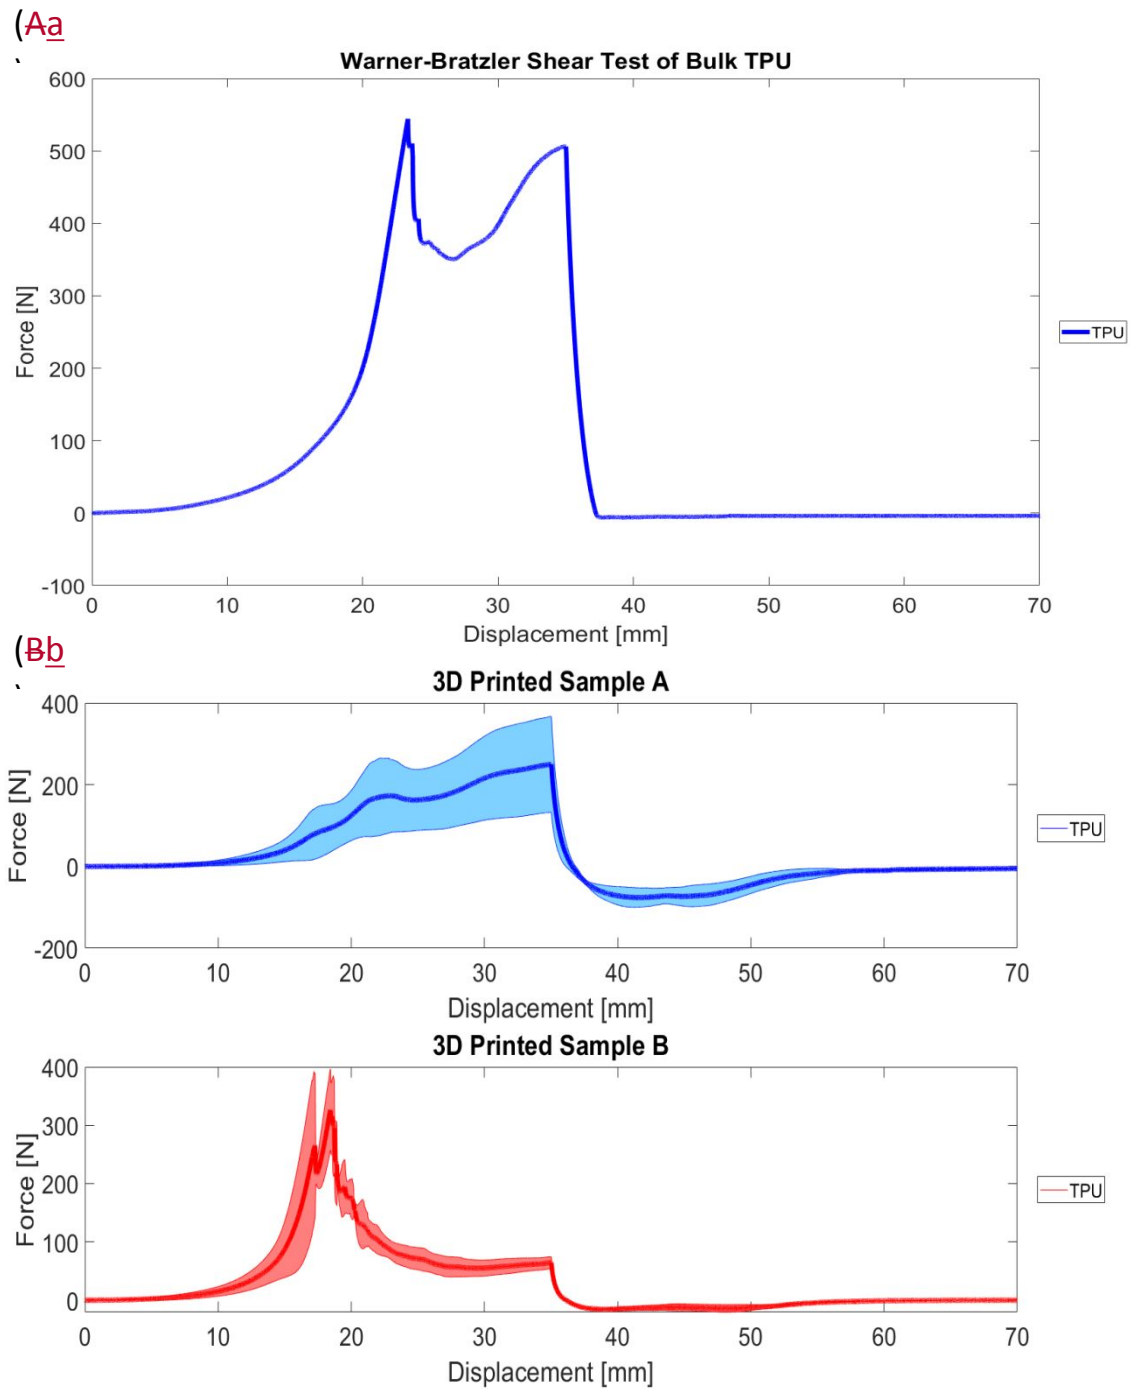 (Aa
Warner-Bratzler Shear Test of Bulk TPU
600
500
400
300
200
100
0
-100
Force [N]
0 10 20 30 40 50 60 70
Displacement [mm]
TPU
(Bb
3D Printed Sample A
400
200
0
-200
Force [N]
0 10 20 30 40 50 60 70
Displacement [mm]
TPU
3D Printed Sample B
400
300
200
100
0
Force [N]
0 10 20 30 40 50 60 70
Displacement [mm]
TPU